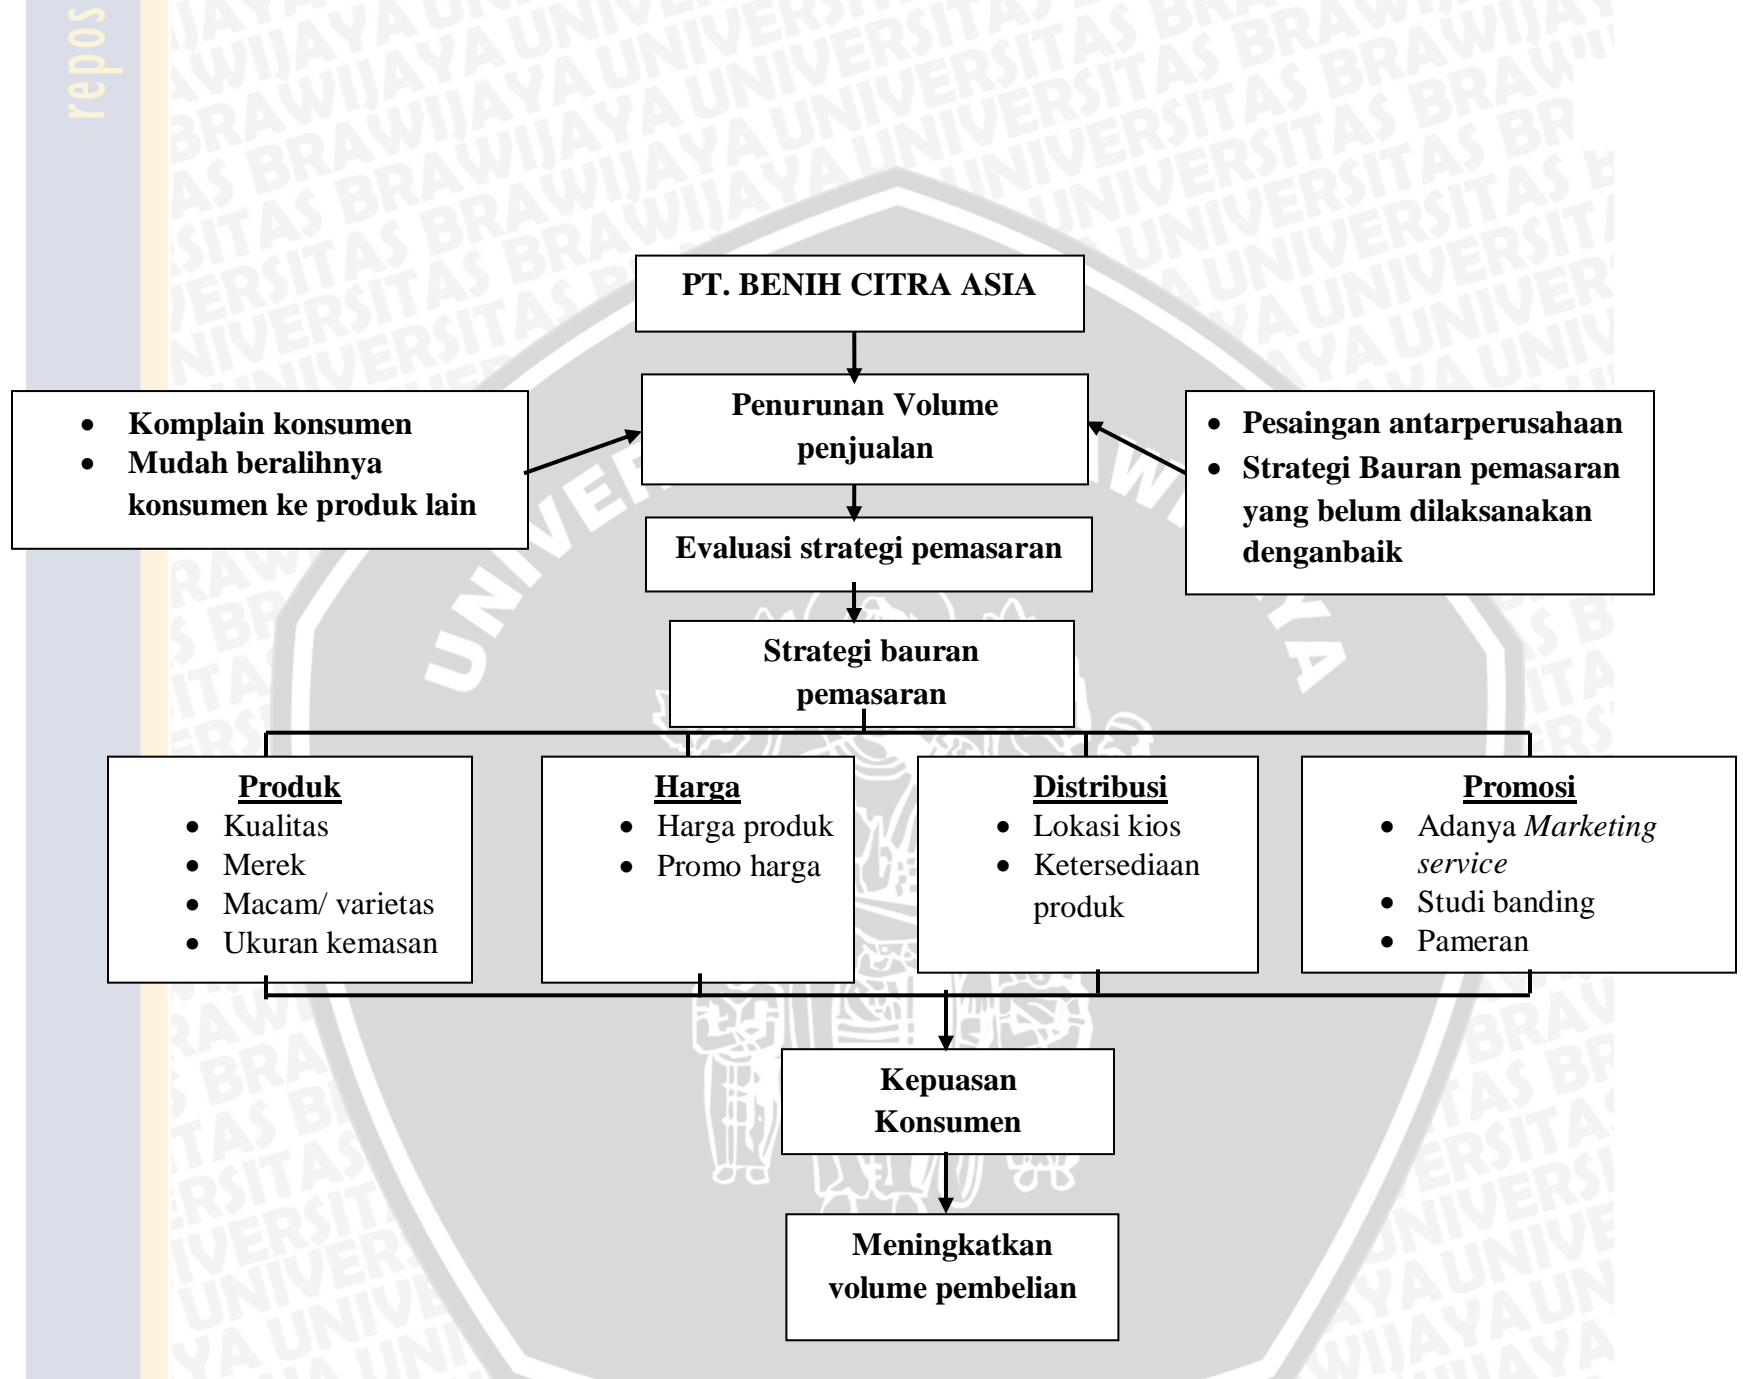 repos
PT. BENIH CITRA ASIA
Penurunan Volume
penjualan
• Komplain konsumen
• Mudah beralihnya
konsumen ke produk lain
• Pesaingan antarperusahaan
• Strategi Bauran pemasaran
yang belum dilaksanakan
denganbaik
Evaluasi strategi pemasaran
Strategi bauran
pemasaran
Produk
• Kualitas
• Merek
• Macam/ varietas
• Ukuran kemasan
Harga
• Harga produk
• Promo harga
Distribusi
• Lokasi kios
• Ketersediaan
produk
Promosi
• Adanya Marketing
service
• Studi banding
• Pameran
Kepuasan
Konsumen
Meningkatkan
volume pembelian